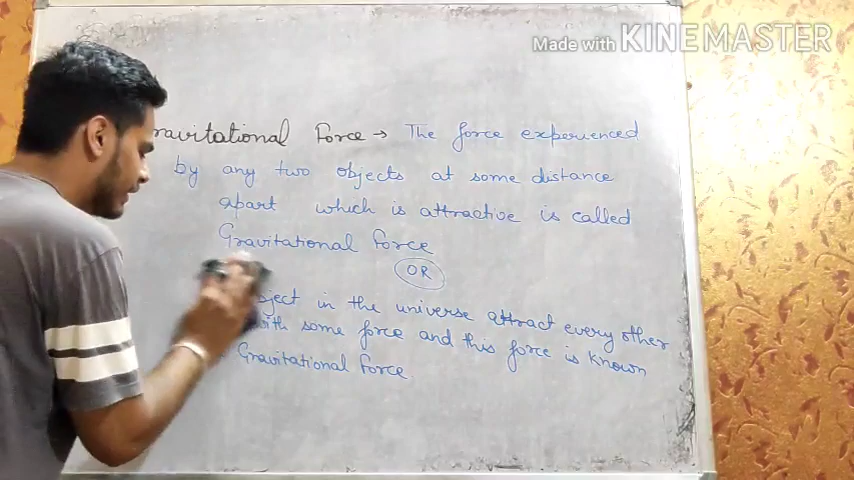 Made with KINEMASTER
ravitational Force → The force experienced
by any two objects at some distance
apart which is attractive is called
Gravitational Force
OR
bject in the universe attract every other
with some force and this force is known
Gravitational Force